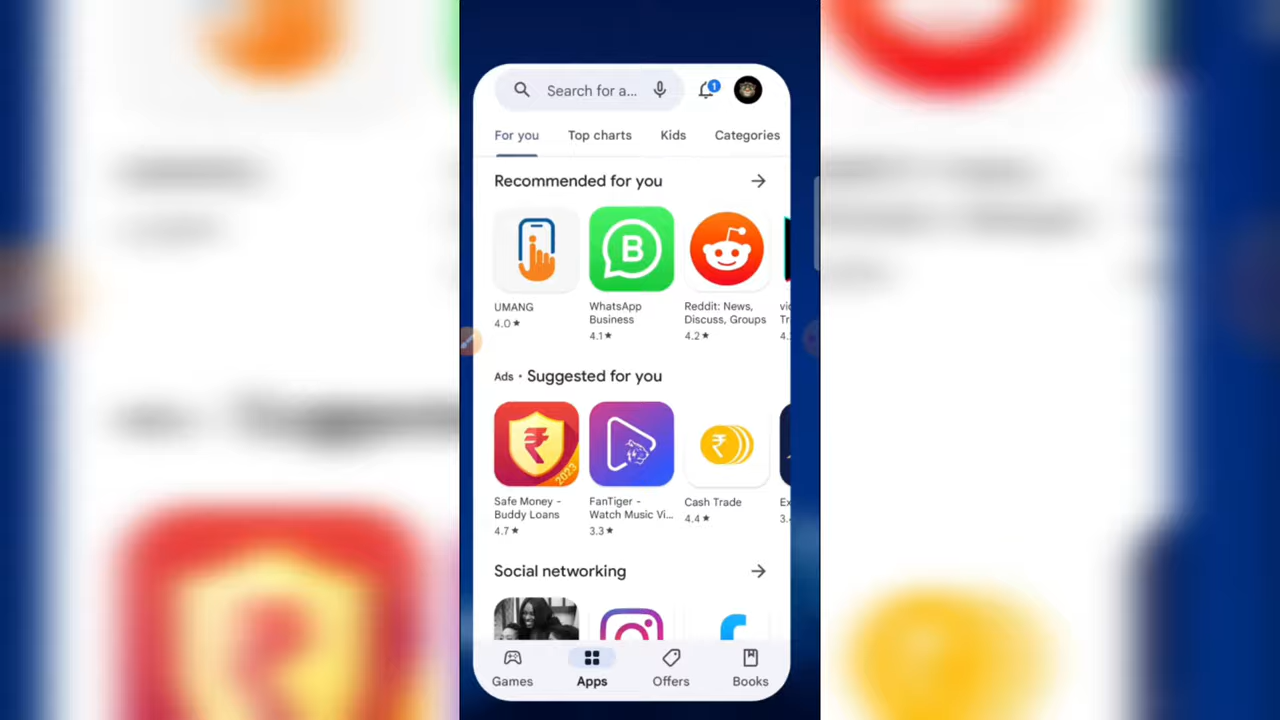 Search for a...
1
For you Top charts Kids Categories
Recommended for you
B
UMANG
4.0★
WhatsApp
Business
4.1★
Reddit: News,
Discuss, Groups
4.2★
Ads • Suggested for you
₹
2023
₹
Safe Money -
Buddy Loans
4.7★
FanTiger -
Watch Music Vi...
3.3★
Cash Trade
4.4★
Social networking
Games Apps Offers Books